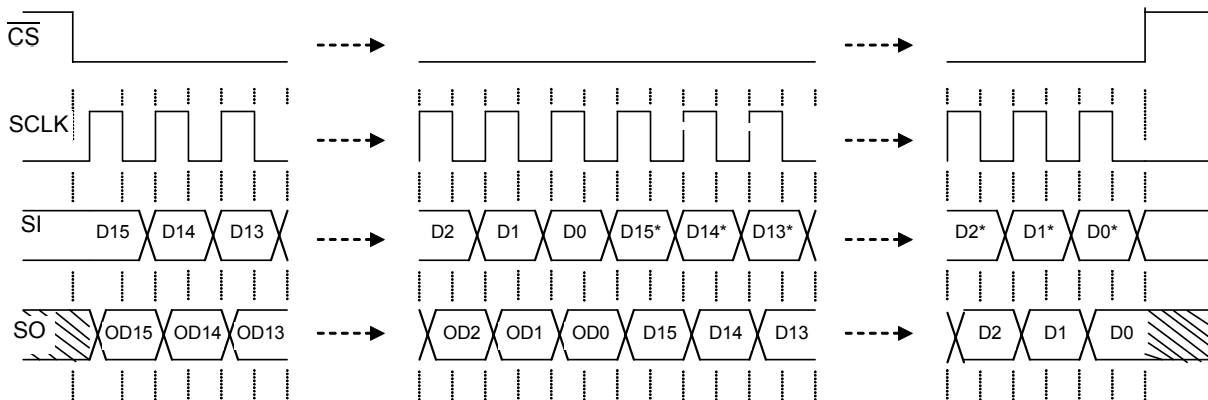 C̅S̅
SCLK
SI D15 D14 D13 D2 D1 D0 D15* D14* D13* D2* D1* D0*
SO OD15 OD14 OD13 OD2 OD1 OD0 D15 D14 D13 D2 D1 D0